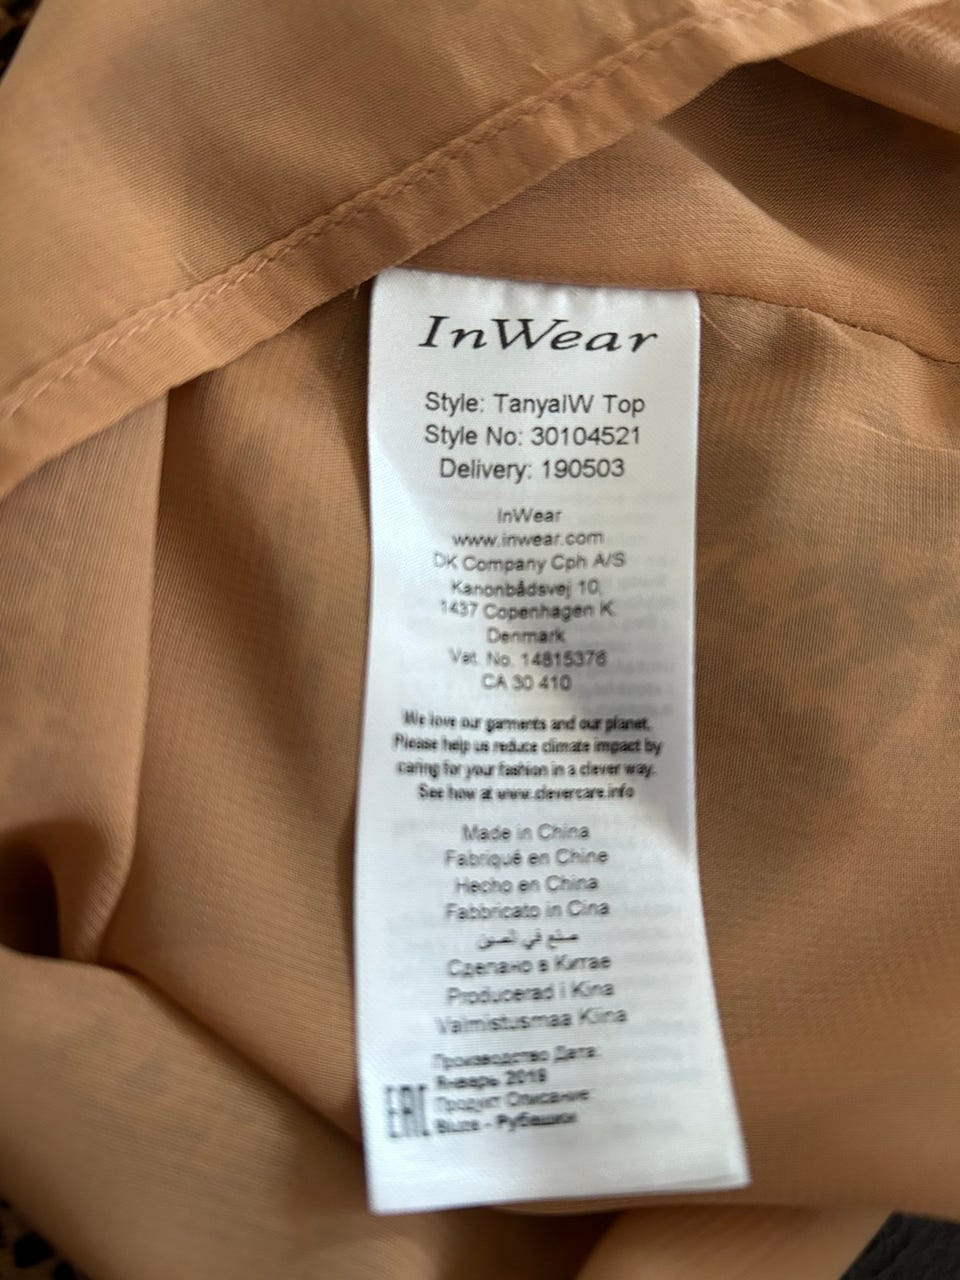 InWear
Style: TanyaIW Top
Style No: 30104521
Delivery: 190503
InWear
www.inwear.com
DK Company Cph A/S
Kanonbådsvej 10,
1437 Copenhagen K
Denmark
Vat. No. 14815376
CA 30 410
We love our garments and our planet.
Please help us reduce climate impact by
caring for your fashion in a clever way.
See how at www.clevercare.info
Made in China
Fabriqué en Chine
Hecho en China
Fabbricato in Cina
صنع في الصين
Сделано в Китае
Producerad i Kina
Valmistusmaa Kiina
Производство Дата:
Январь
Продукт Описание:
EAC
- Рубашки